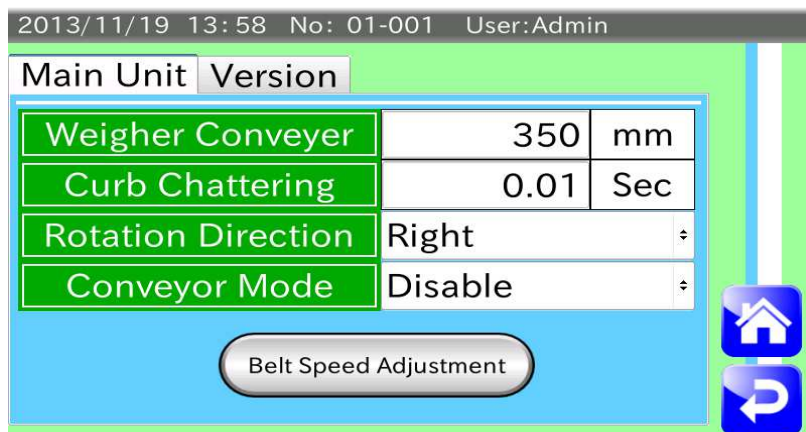 2013/11/19 13:58 No: 01-001 User:Admin
Main Unit Version
Weigher Conveyer 350 mm
Curb Chattering 0.01 Sec
Rotation Direction Right
Conveyor Mode Disable
Belt Speed Adjustment